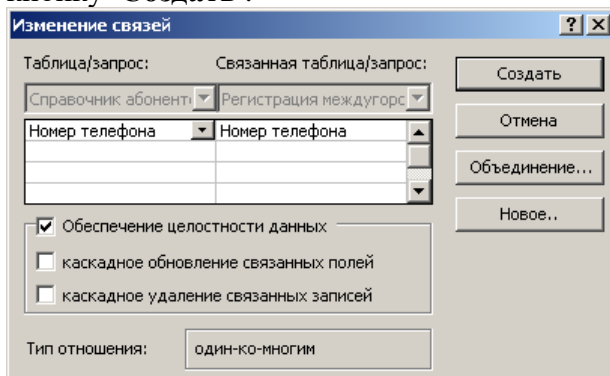 кнопку "Создать".
Изменение связей
Таблица/запрос: Связанная таблица/запрос:
Справочник абонент Регистрация междугорс
Номер телефона Номер телефона
Обеспечение целостности данных
каскадное обновление связанных полей
каскадное удаление связанных записей
Тип отношения: один-ко-многим
Создать
Отмена
Объединение...
Новое..